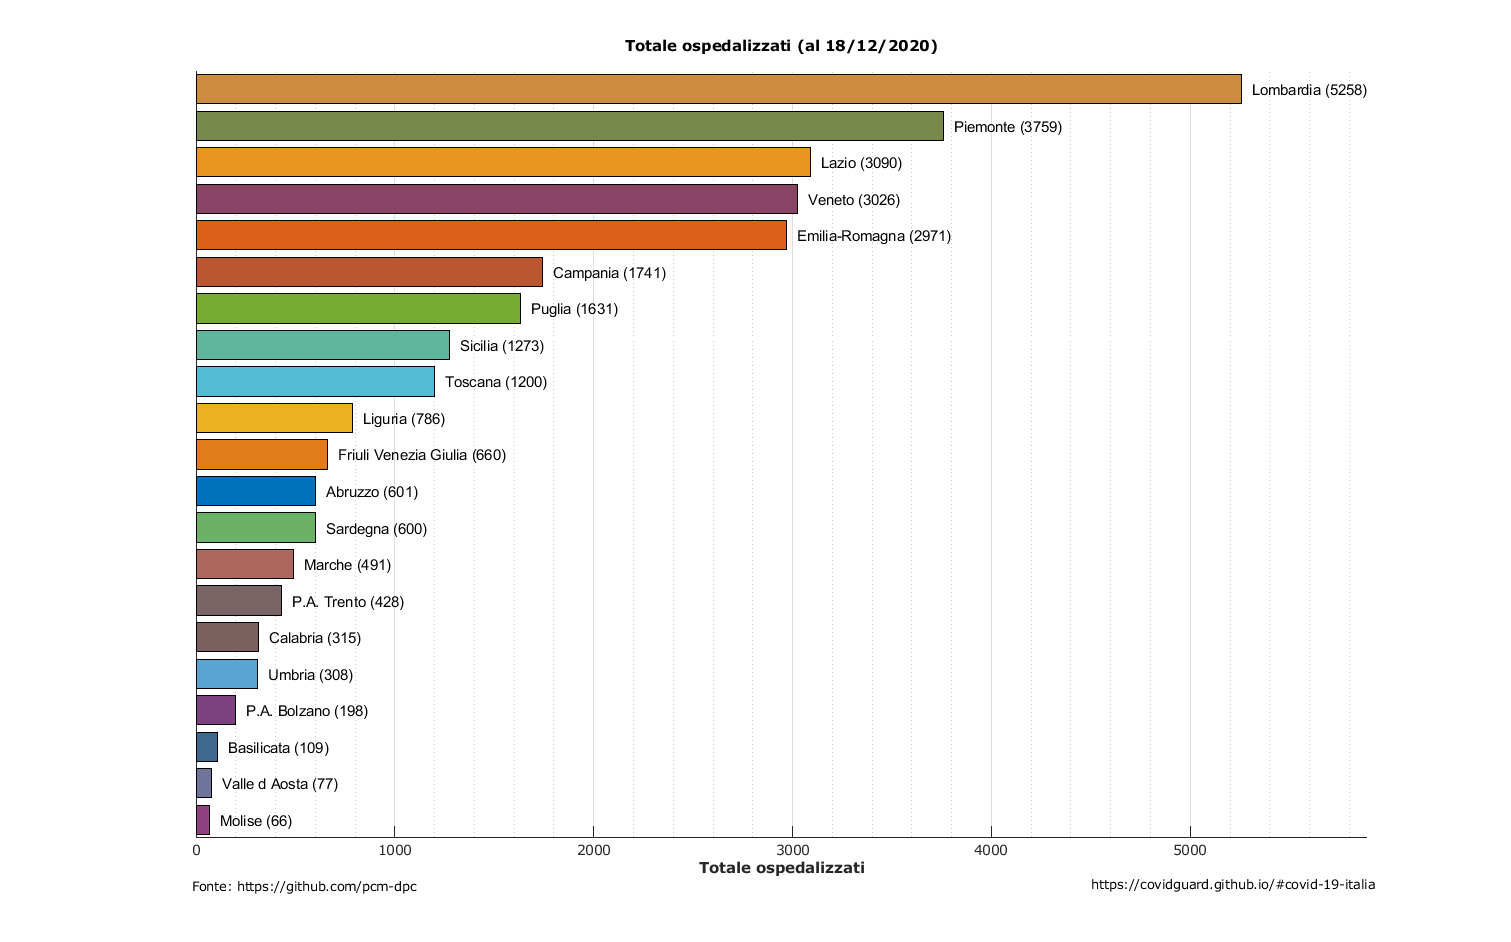 Totale ospedalizzati (al 18/12/2020)
Lombardia (5258)
Piemonte (3759)
Lazio (3090)
Veneto (3026)
Emilia-Romagna (2971)
Campania (1741)
Puglia (1631)
Sicilia (1273)
Toscana (1200)
Liguria (786)
Friuli Venezia Giulia (660)
Abruzzo (601)
Sardegna (600)
Marche (491)
P.A. Trento (428)
Calabria (315)
Umbria (308)
P.A. Bolzano (198)
Basilicata (109)
Valle d Aosta (77)
Molise (66)
0 1000 2000 3000 4000 5000
Totale ospedalizzati
Fonte: https://github.com/pcm-dpc
https://covidguard.github.io/#covid-19-italia